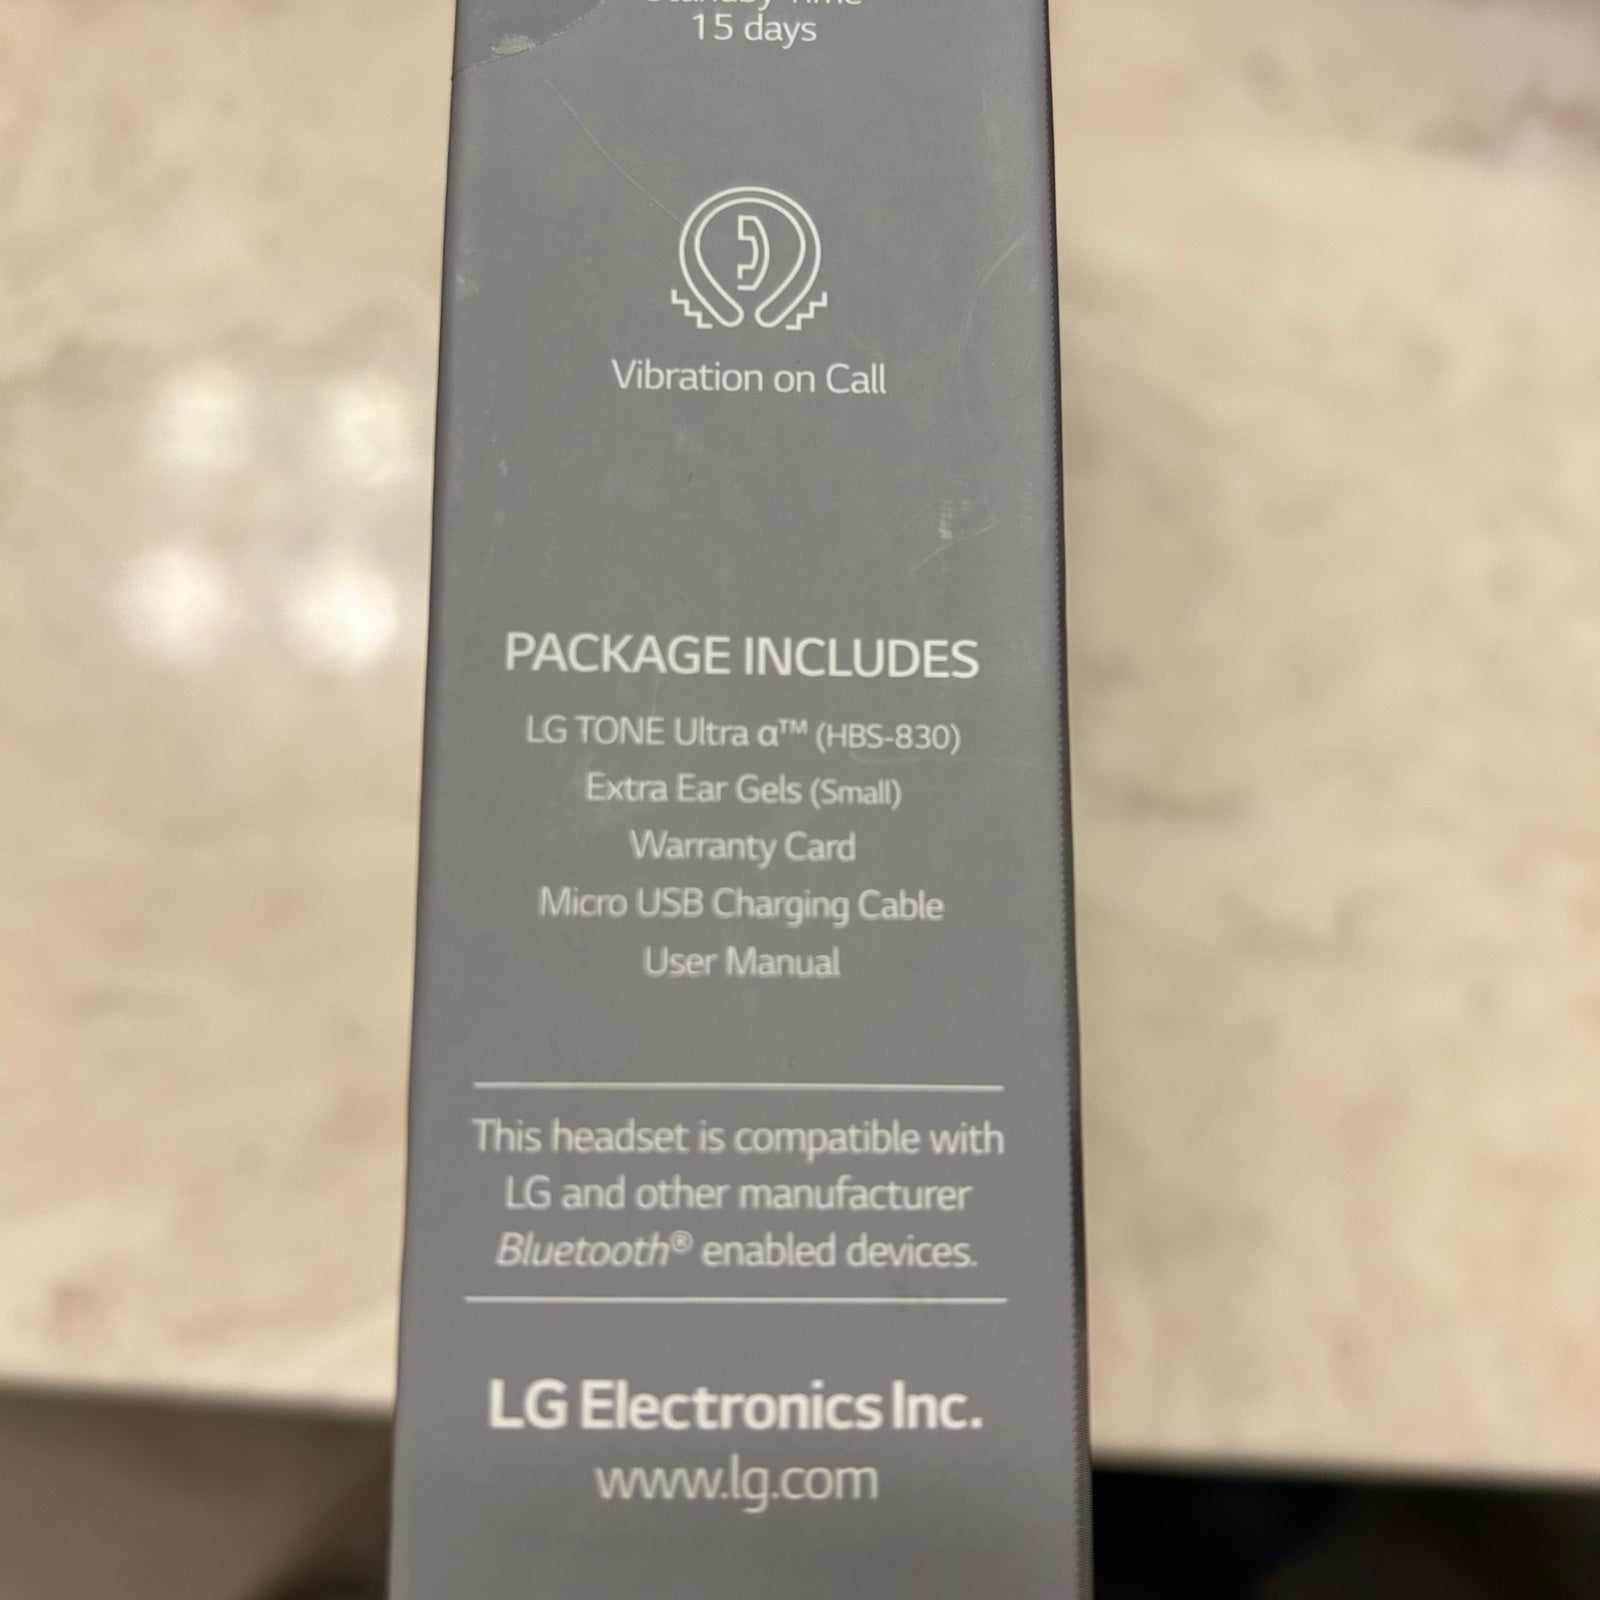 Standby Time
15 days
Vibration on Call
PACKAGE INCLUDES
LG TONE Ultra α™ (HBS-830)
Extra Ear Gels (Small)
Warranty Card
Micro USB Charging Cable
User Manual
This headset is compatible with
LG and other manufacturer
Bluetooth® enabled devices.
LG Electronics Inc.
www.lg.com